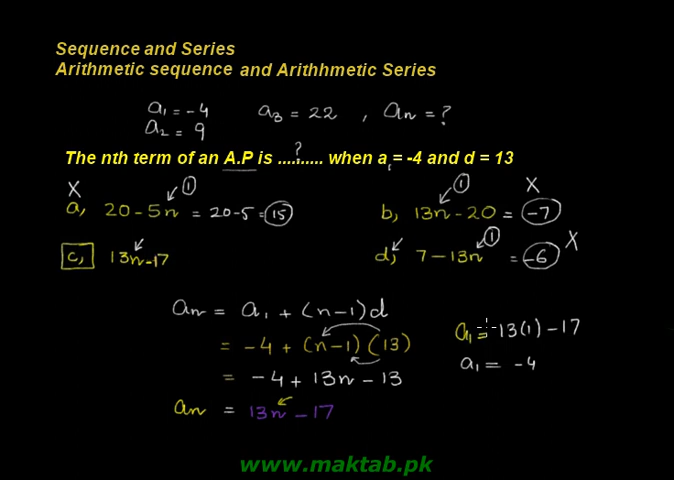 Sequence and Series
Arithmetic sequence and Arithhmetic Series
a₁ = -4 a₃ = 22 , an = ?
a₂ = 9
?
The nth term of an A.P is .......... when a₁ = -4 and d = 13
X ① ① X
a, 20 - 5n = 20 - 5 = 15 b, 13n - 20 = -7
① X
c, 13n - 17 d, 7 - 13n = -6
an = a₁ + (n-1)d
= -4 + (n-1)(13) a₁ = 13(1) - 17
= -4 + 13n - 13 a₁ = -4
an = 13n - 17
www.maktab.pk